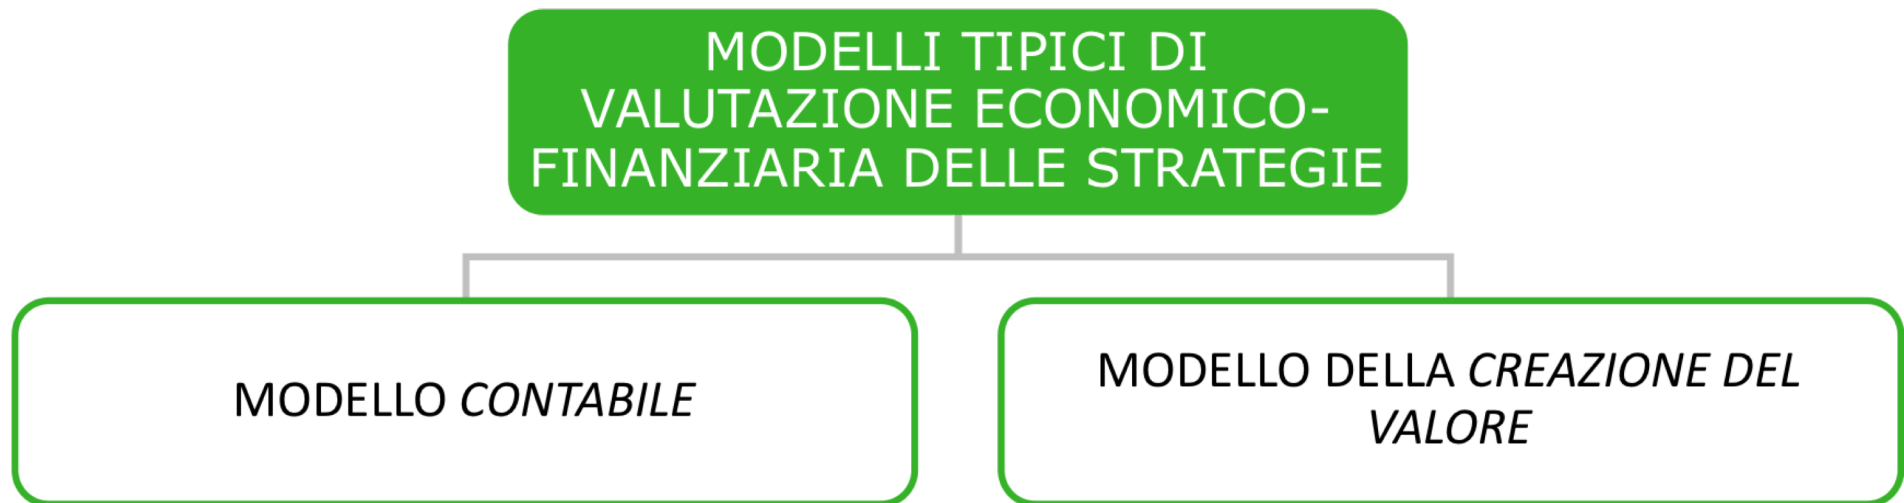 MODELLI TIPICI DI
VALUTAZIONE ECONOMICO-
FINANZIARIA DELLE STRATEGIE
MODELLO CONTABILE
MODELLO DELLA CREAZIONE DEL
VALORE